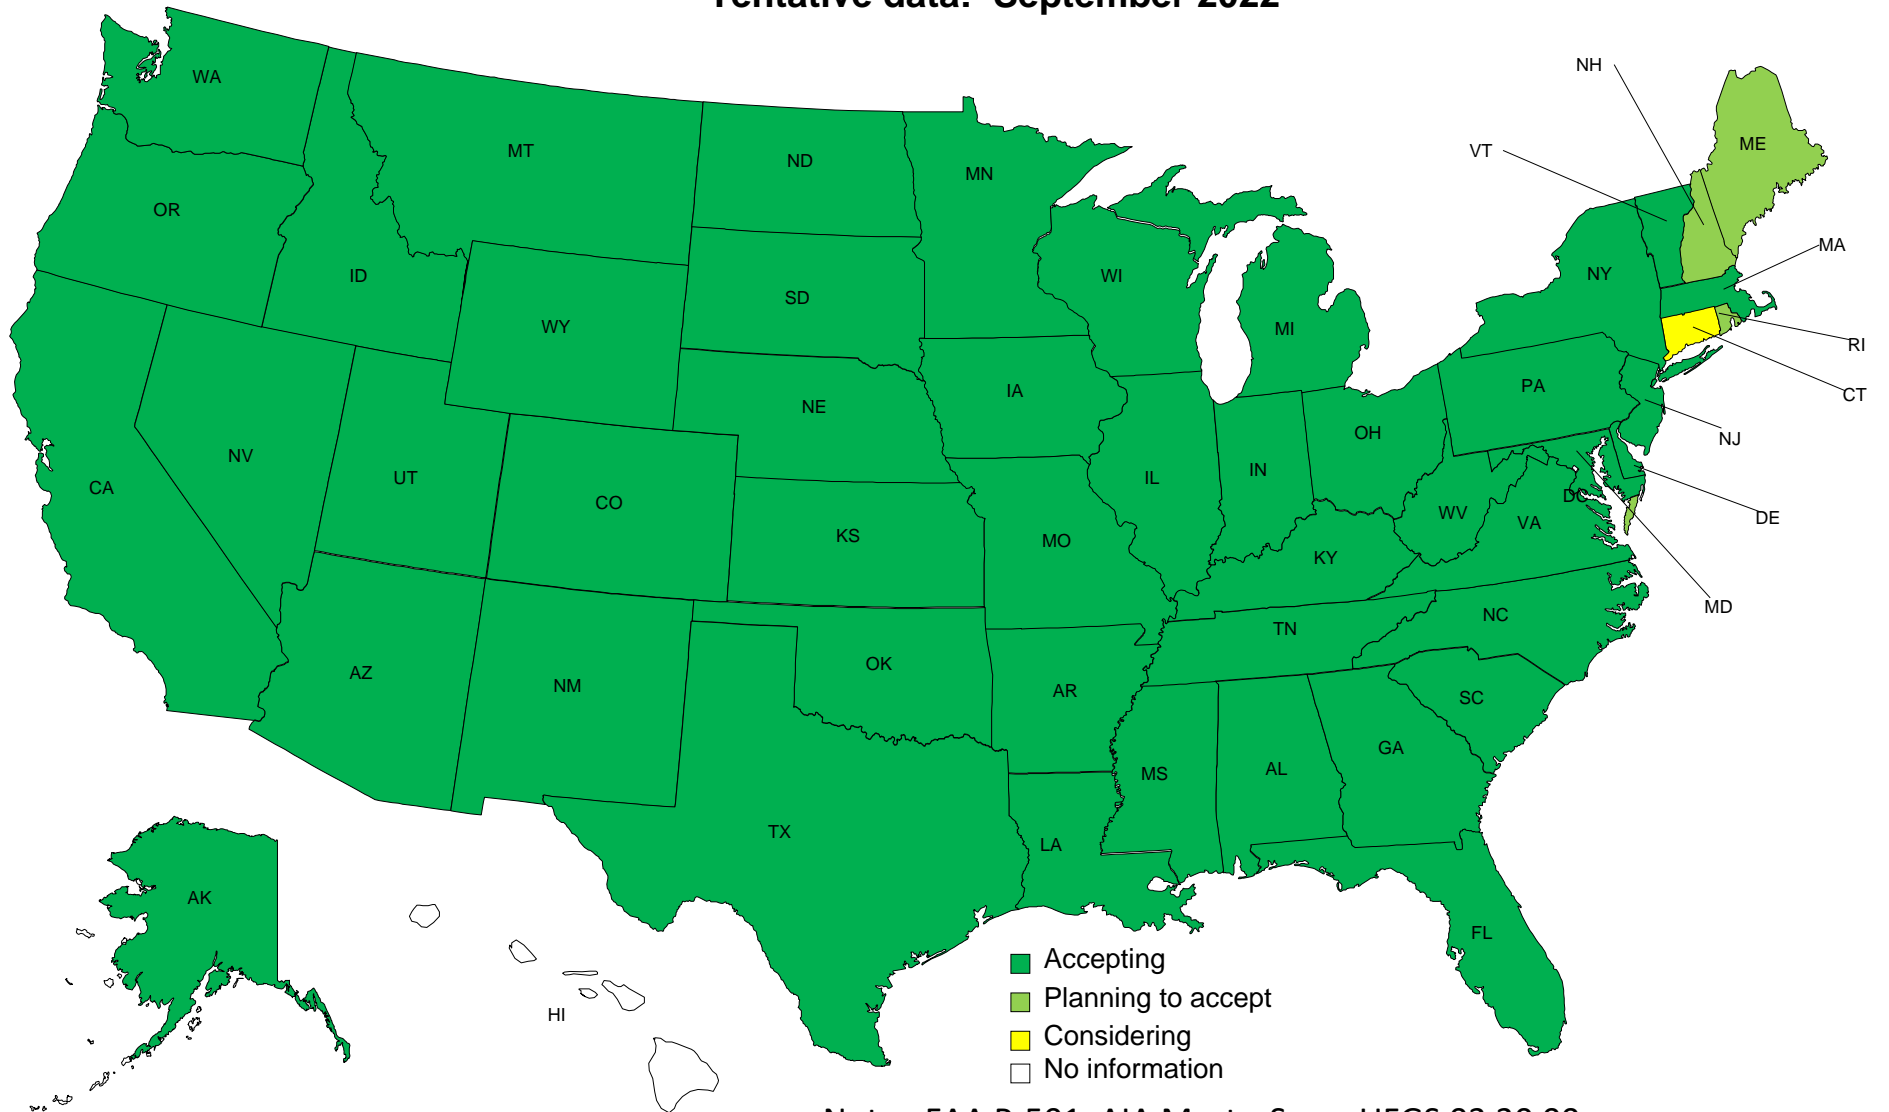 Tentative data: September 2022
WA
MT
ND
MN
NH
ME
VT
OR
ID
WY
SD
WI
MI
NY
MA
RI
CT
NJ
PA
NE
IA
OH
NV
UT
CO
CA
KS
MO
IL
IN
WV
VA
DC
DE
MD
KY
TN
NC
AZ
NM
OK
AR
SC
MS
AL
GA
TX
LA
FL
AK
HI
Accepting
Planning to accept
Considering
No information